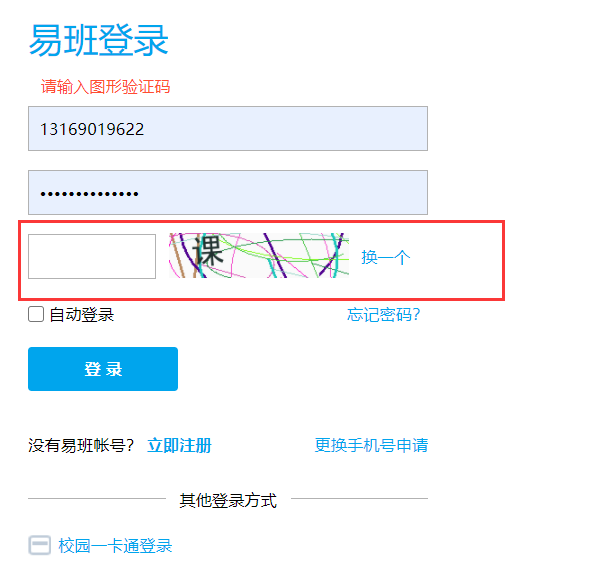 易班登录
请输入图形验证码
13169019622
••••••••••••••
课 换一个
自动登录 忘记密码?
登 录
没有易班帐号? 立即注册 更换手机号申请
其他登录方式
校园一卡通登录